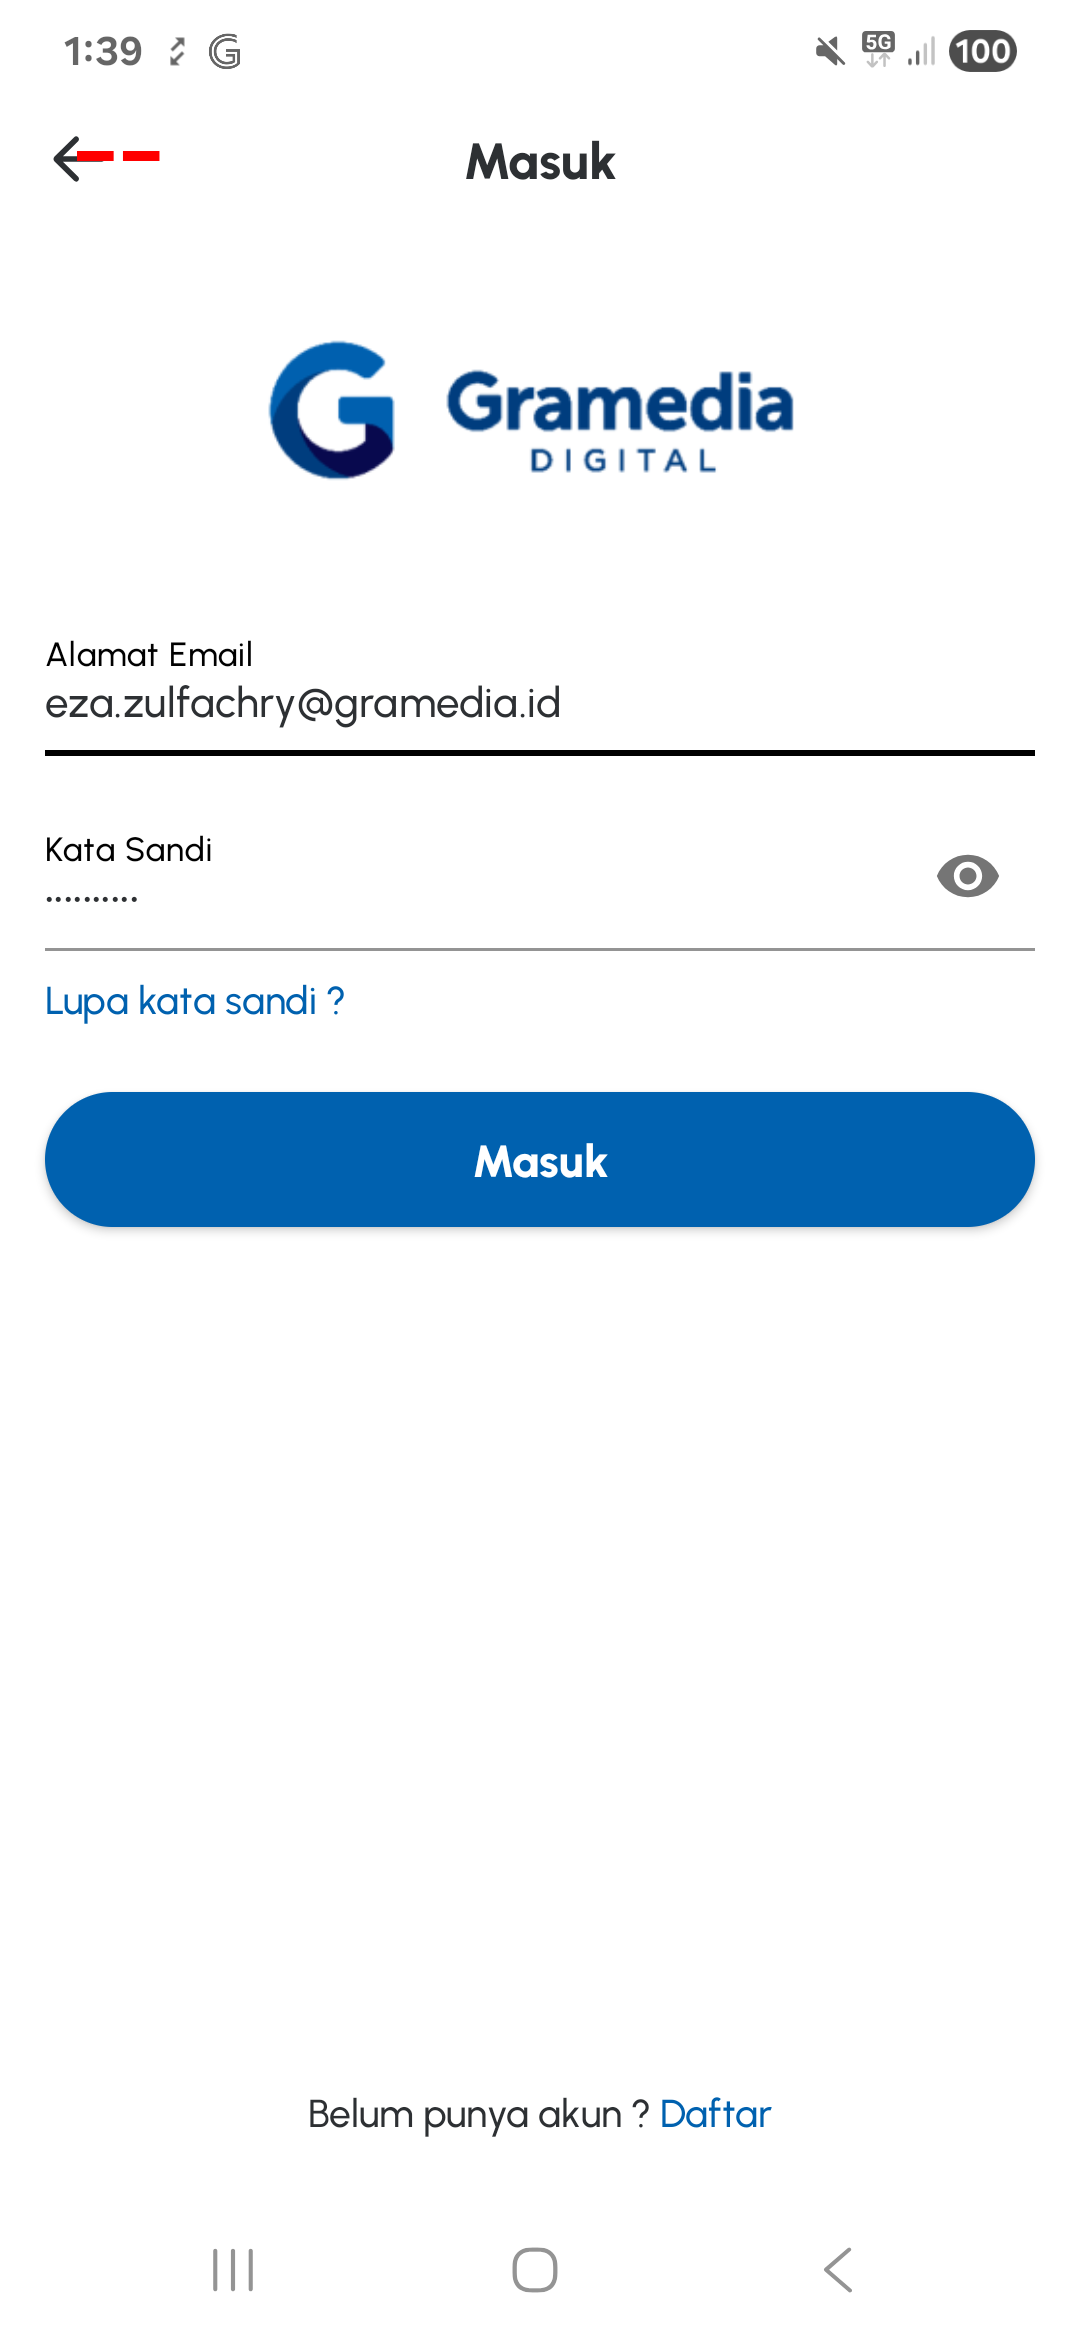 1:39 5G 100
Masuk
Gramedia
DIGITAL
Alamat Email
eza.zulfachry@gramedia.id
Kata Sandi
Lupa kata sandi ?
Masuk
Belum punya akun ? Daftar